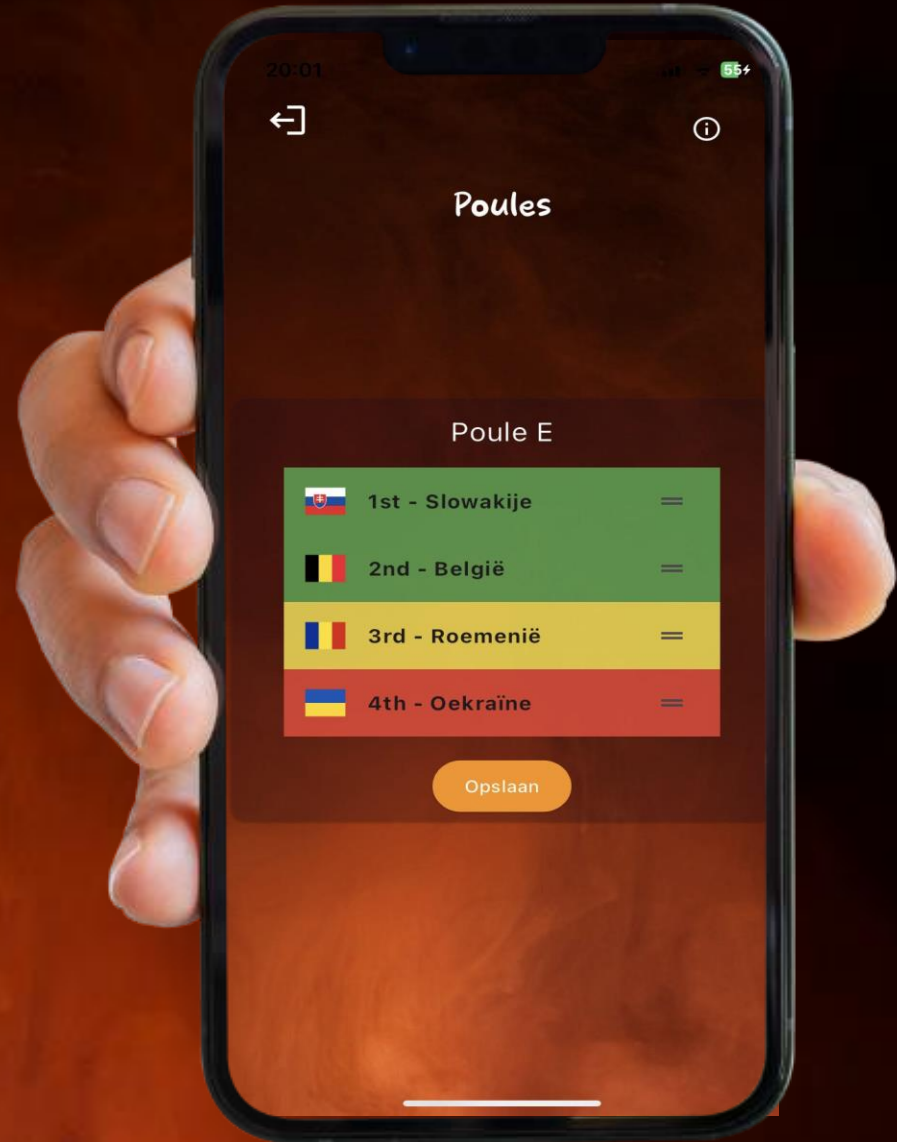 20:01
55
Poules
Poule E
1st - Slowakije
2nd - België
3rd - Roemenië
4th - Oekraïne
Opslaan